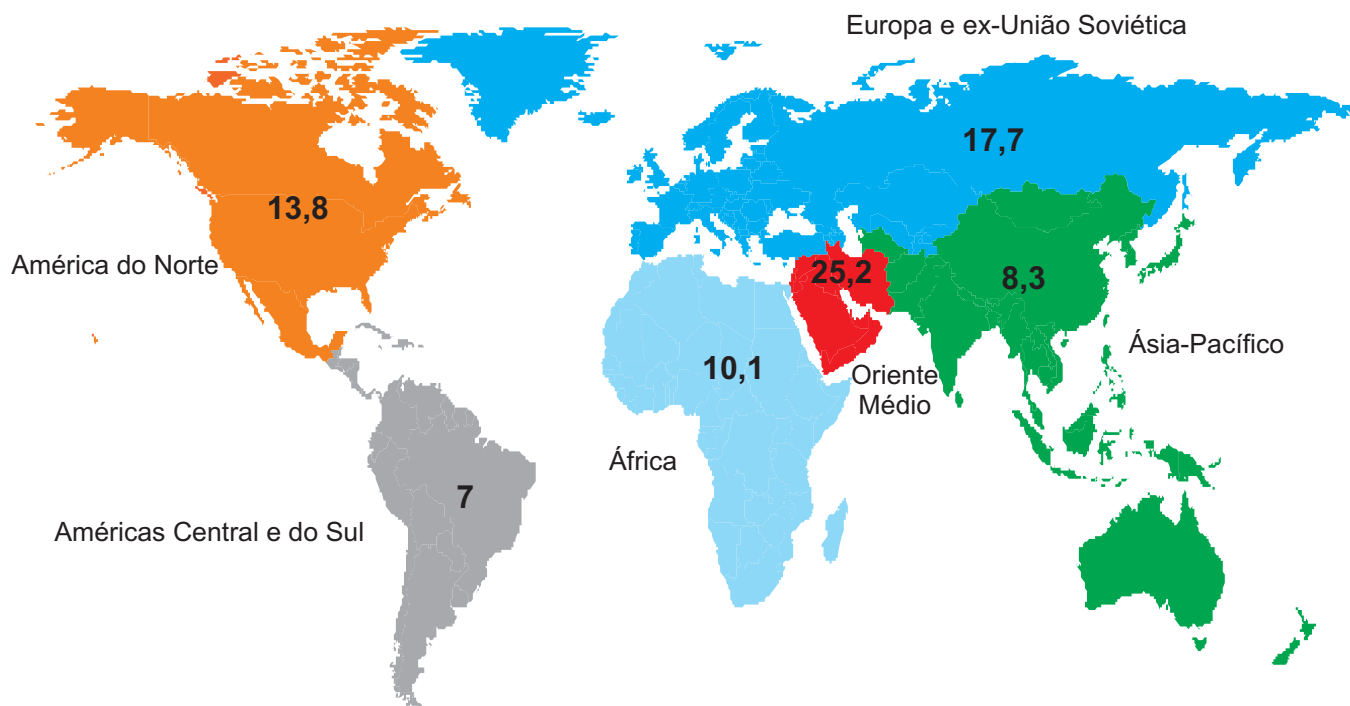 Europa e ex-União Soviética
17,7
13,8
América do Norte
25,2
8,3
Ásia-Pacífico
10,1
Oriente
Médio
África
7
Américas Central e do Sul